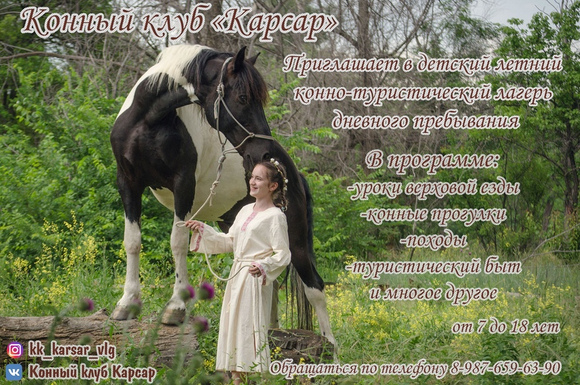 Конный клуб «Карсар»
Приглашает в детский летний
конно-туристический лагерь
дневного пребывания
В программе:
-уроки верховой езды
-конные прогулки
-походы
-туристический быт
и многое другое
от 7 до 18 лет
kk_karsar_vlg
Конный клуб Карсар
Обращаться по телефону 8-987-659-63-90